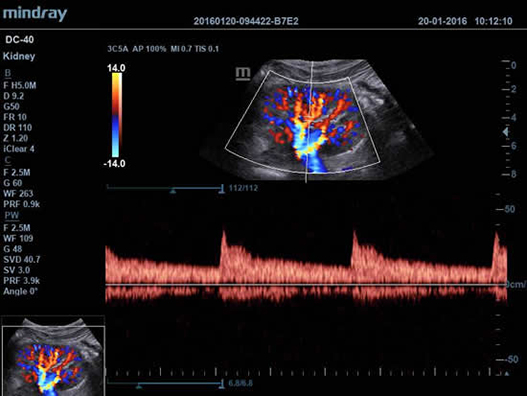 mindray
20160120-094422-B7E2
20-01-2016 10:12:10
DC-40
Kidney
3C5A AP 100% MI 0.7 TIS 0.1
B
F H5.0M
D 9.2
G50
FR 10
DR 110
Z 1.20
iClear 4
C
F 2.5M
G 60
WF 263
PRF 0.9k
PW
F 2.5M
WF 109
G 48
SVD 40.7
SV 3.0
PRF 3.9k
Angle 0°
14.0
-14.0
m
0
2
4
6
8
112/112
50
0cm/
-50
6.8/6.8